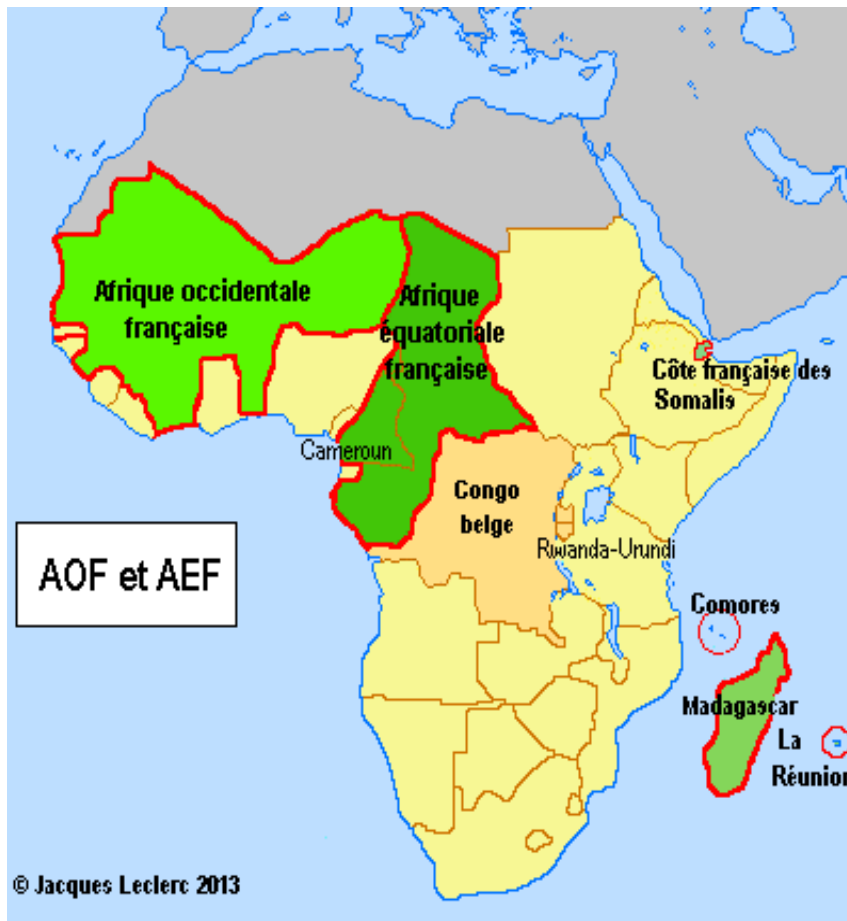 Afrique occidentale
française
Afrique
équatoriale
française
Côte française des
Somalis
Cameroun
Congo
belge
Rwanda-Urundi
AOF et AEF
Comores
Madagascar
La
Réunion
© Jacques Leclerc 2013